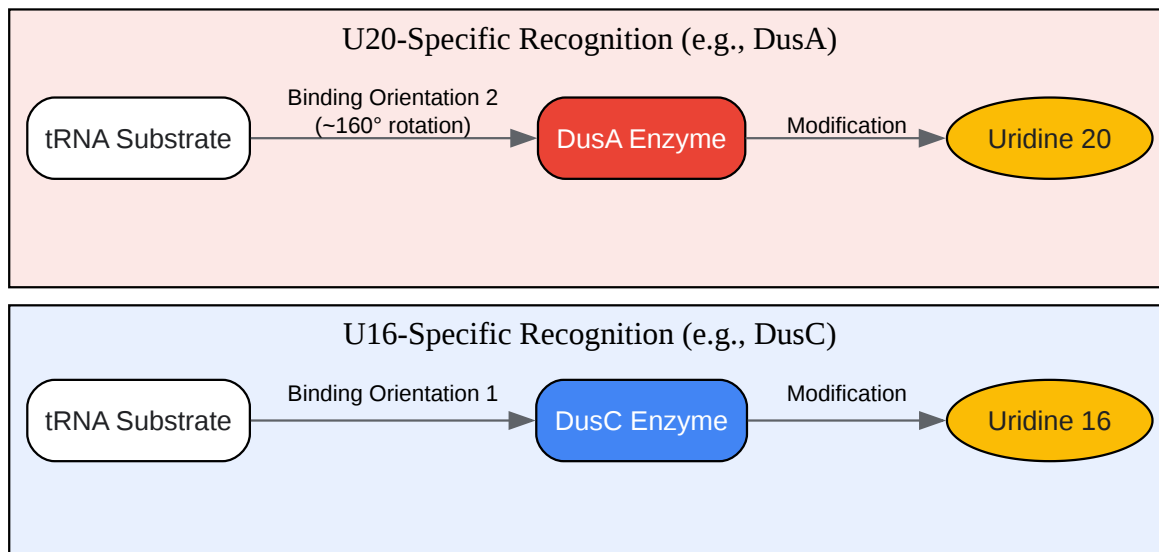 U20-Specific Recognition (e.g., DusA)
tRNA Substrate
Binding Orientation 2
(~160° rotation)
DusA Enzyme
Modification
Uridine 20
U16-Specific Recognition (e.g., DusC)
tRNA Substrate
Binding Orientation 1
DusC Enzyme
Modification
Uridine 16